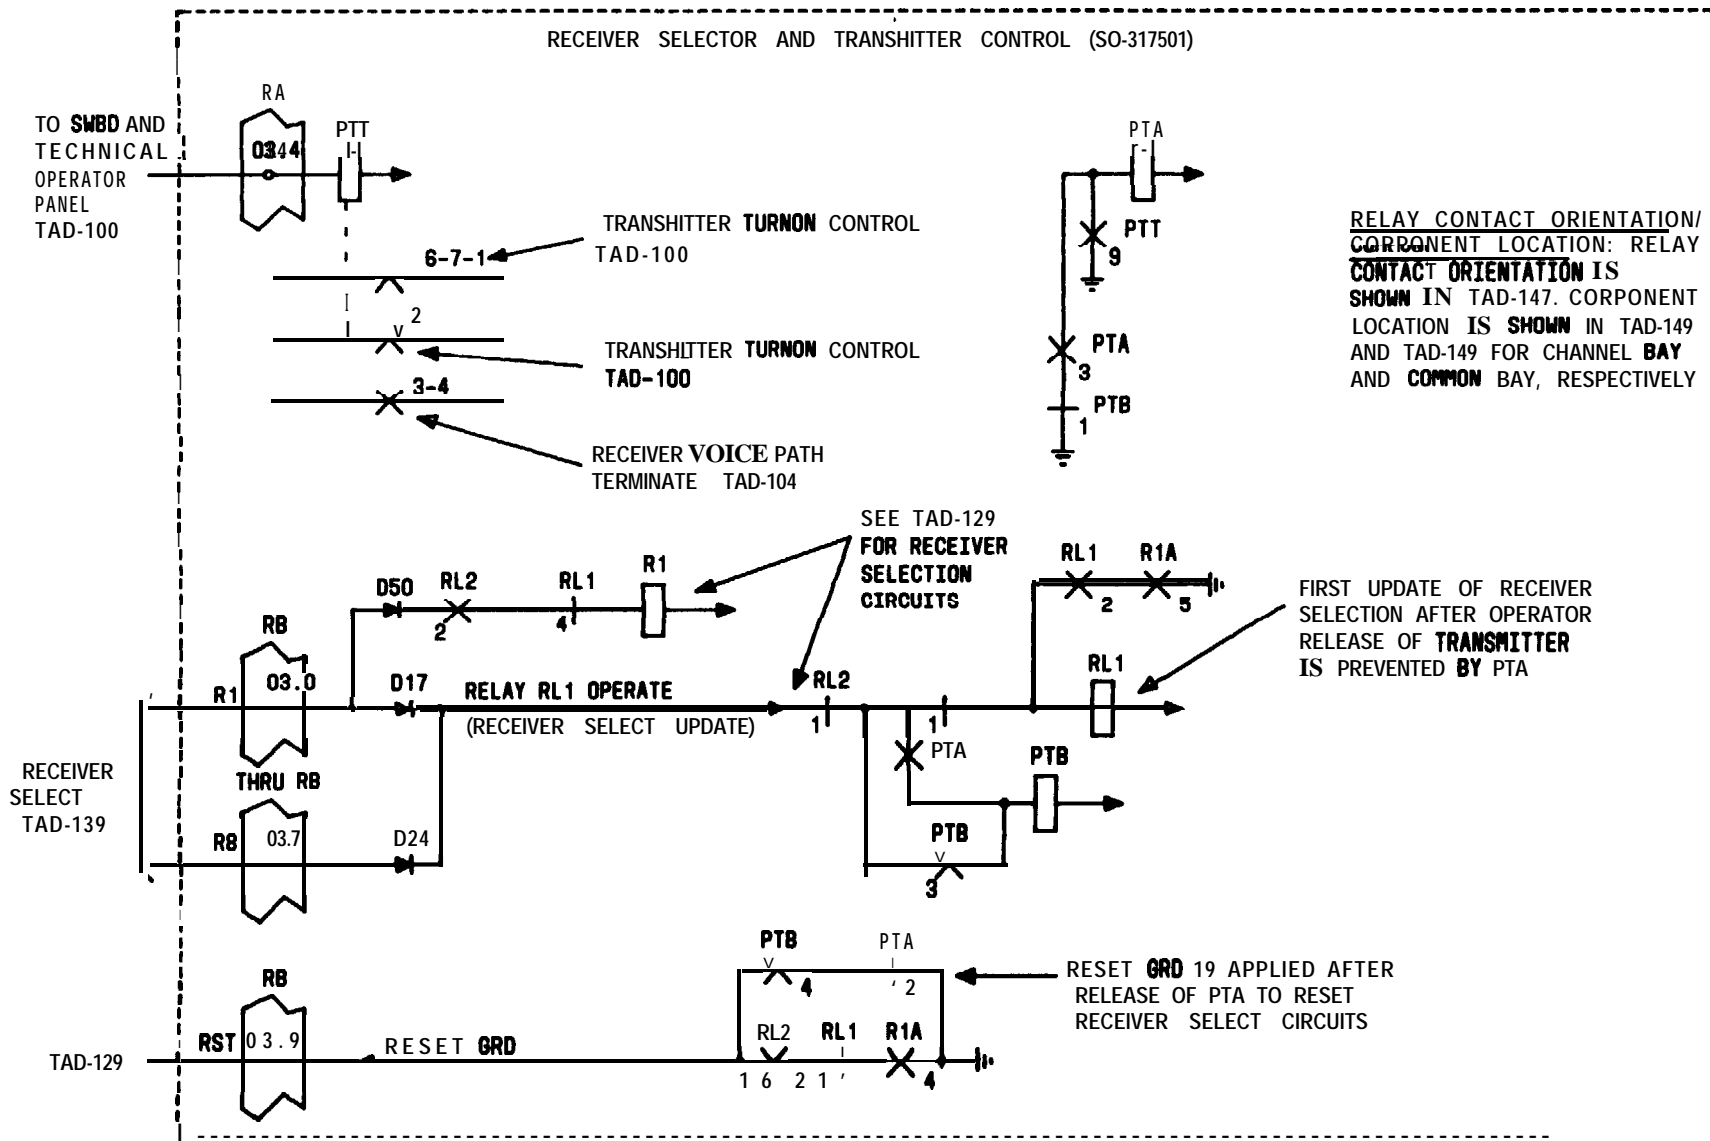 RECEIVER SELECTOR AND TRANSHITTER CONTROL (SO-317501)
TO SWBD AND
TECHNICAL
OPERATOR
PANEL
TAD-100
RA
03.4
PTT
TRANSHITTER TURNON CONTROL
TAD-100
6-7-1
2
TRANSHITTER TURNON CONTROL
TAD-100
3-4
RECEIVER VOICE PATH
TERMINATE TAD-104
PTA
PTT
9
PTA
3
PTB
1
RELAY CONTACT ORIENTATION/
LOCATION: RELAY
CONTACT ORIENTATION IS
SHOWN IN TAD-147. CORPONENT
LOCATION IS SHOWN IN TAD-149
AND TAD-149 FOR CHANNEL BAY
AND COMMON BAY, RESPECTIVELY
SEE TAD-129
FOR RECEIVER
SELECTION
CIRCUITS
D50
RL2
2
RL1
4
R1
RL1
2
R1A
5
FIRST UPDATE OF RECEIVER
SELECTION AFTER OPERATOR
RELEASE OF TRANSMITTER
IS PREVENTED BY PTA
RB
R1
03.0
D17
RELAY RL1 OPERATE
(RECEIVER SELECT UPDATE)
RL2
1
1
PTA
RL1
PTB
RECEIVER
SELECT
TAD-139
THRU RB
R8
03.7
D24
PTB
3
PTB
4
PTA
2
RESET GRD 19 APPLIED AFTER
RELEASE OF PTA TO RESET
RECEIVER SELECT CIRCUITS
RB
TAD-129
RST
03.9
RESET GRD
RL2
RL1
R1A
1 6 2 1
4